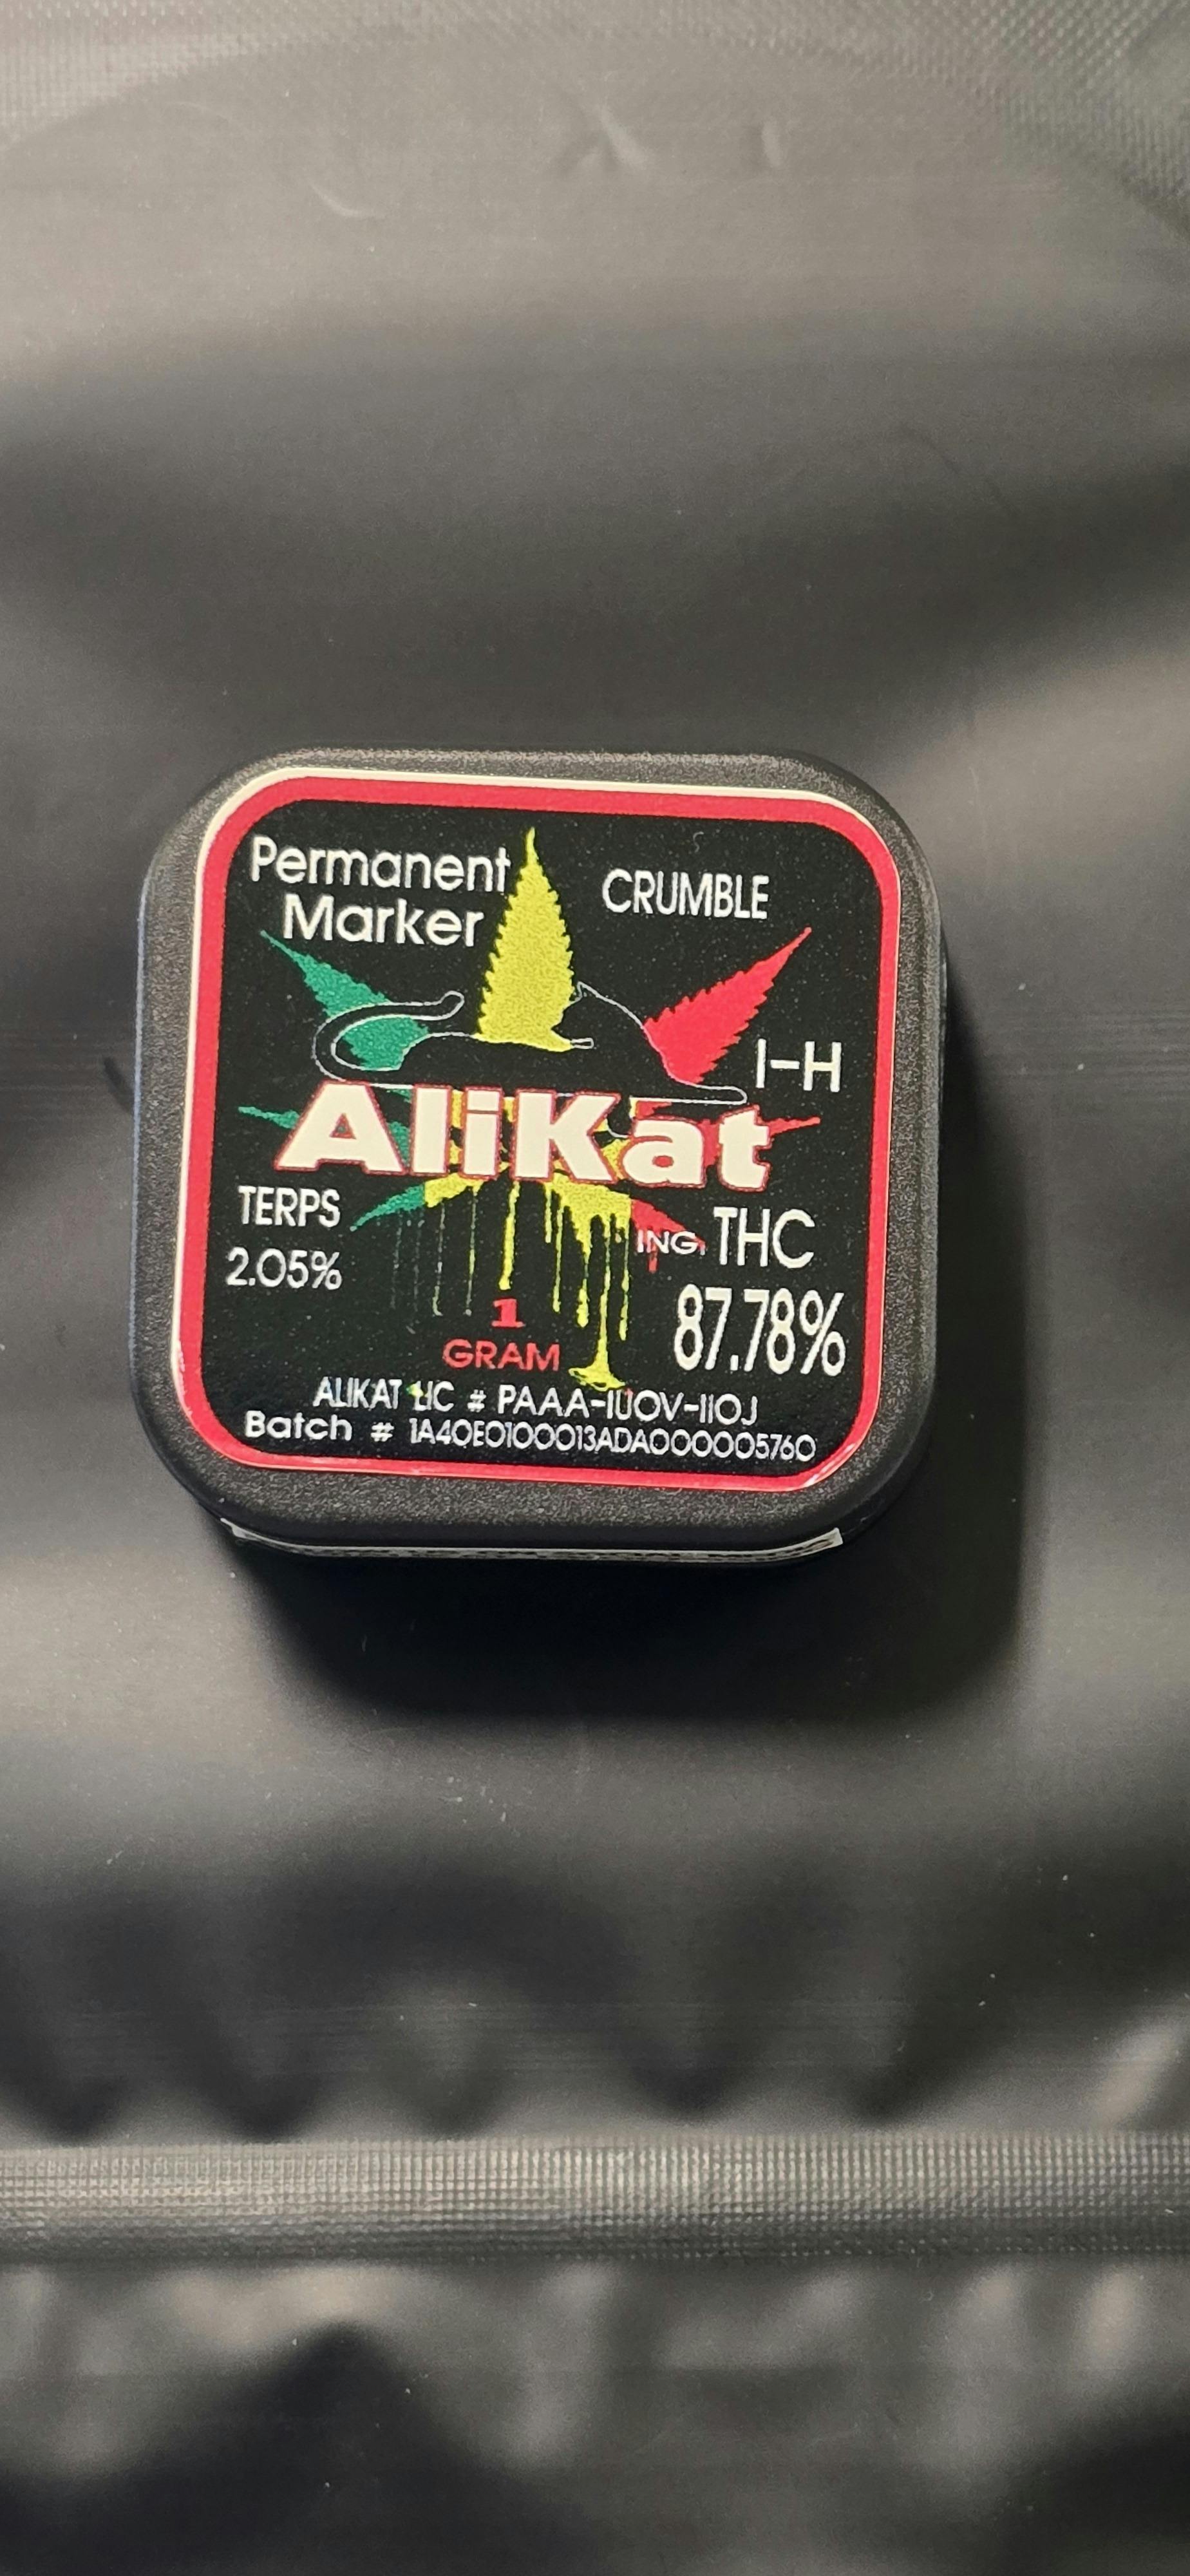 Permanent
Marker
CRUMBLE
I-H
AliKat
TERPS
2.05%
ING. THC
87.78%
1
GRAM
ALIKAT LIC # PAAA-IUOV-IIOJ
Batch # 1A40E0100013ADA000005760